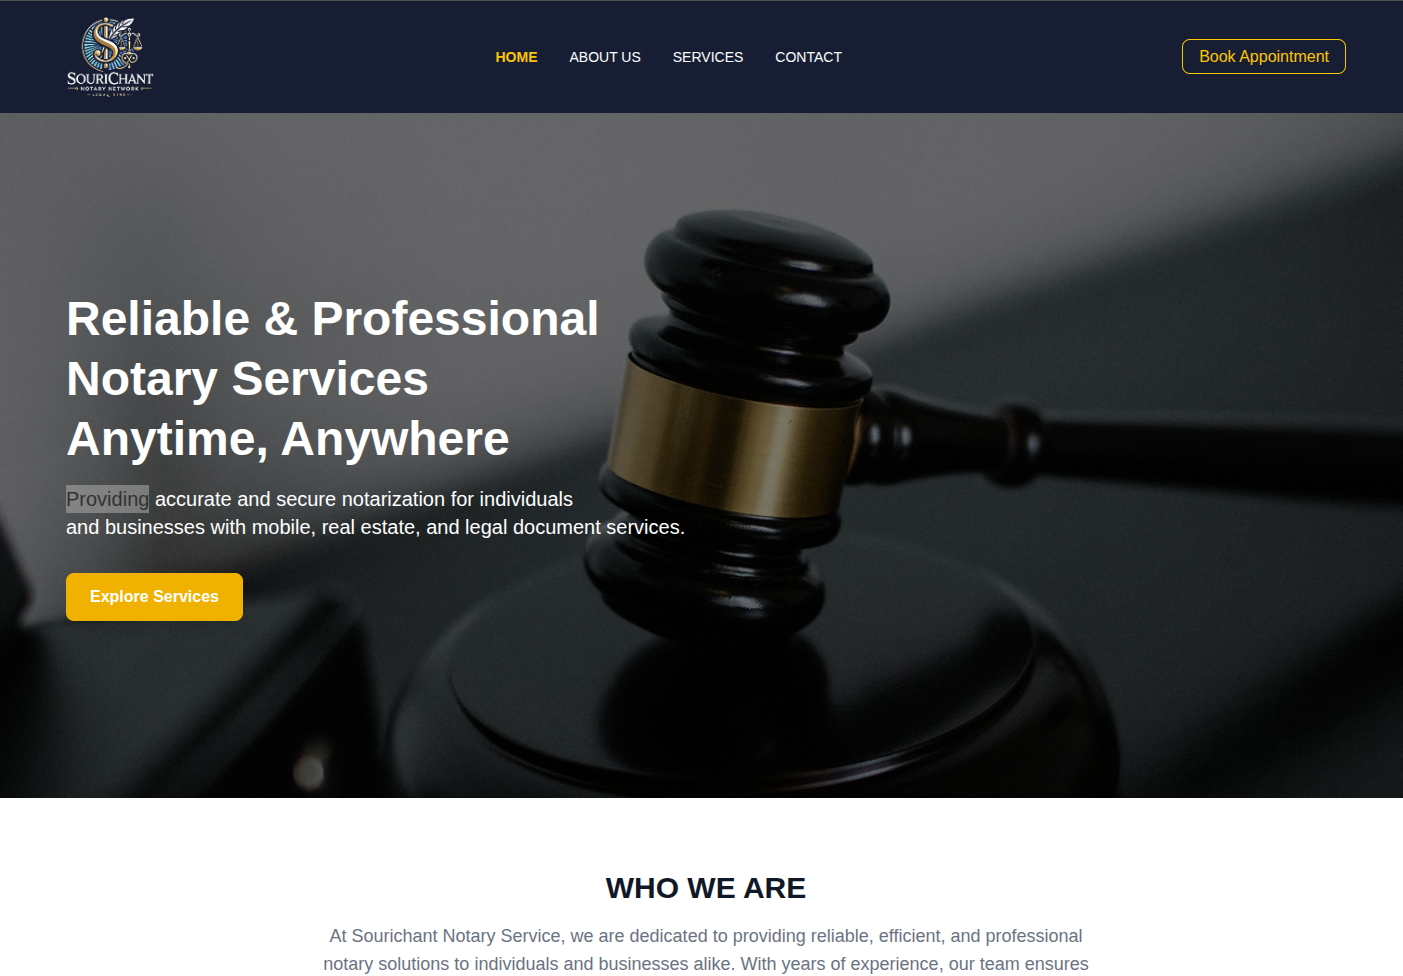 SOURICHANT
NOTARY NETWORK
HOME
ABOUT US
SERVICES
CONTACT
Book Appointment
Reliable & Professional
Notary Services
Anytime, Anywhere
Providing accurate and secure notarization for individuals
and businesses with mobile, real estate, and legal document services.
Explore Services
WHO WE ARE
At Sourichant Notary Service, we are dedicated to providing reliable, efficient, and professional
notary solutions to individuals and businesses alike. With years of experience, our team ensures